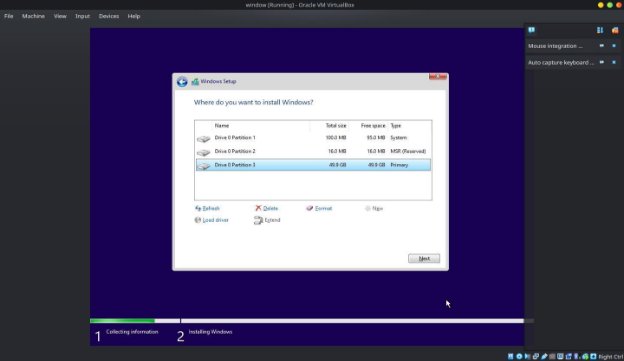 window (Running) - Oracle VM VirtualBox
File Machine View Input Devices Help
Mouse integration ...
Auto capture keyboard ...
Windows Setup
Where do you want to install Windows?
Name Total size Free space Type
Drive 0 Partition 1 100.0 MB 95.0 MB System
Drive 0 Partition 2 16.0 MB 16.0 MB MSR (Reserved)
Drive 0 Partition 3 49.9 GB 49.9 GB Primary
Refresh Delete Format New
Load driver Extend
Next
1 Collecting information 2 Installing Windows
Right Ctrl